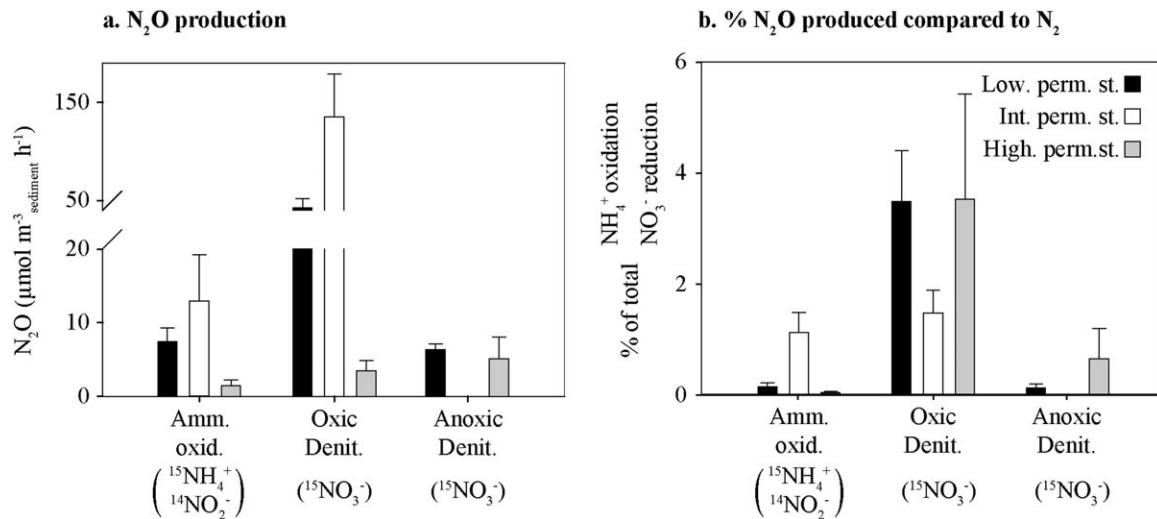 a. N₂O production
N₂O (µmol m⁻³ sediment h⁻¹)
150
50
20
10
0
Amm.
oxid.
(¹⁵NH₄⁺
¹⁴NO₂⁻)
Oxic
Denit.
(¹⁵NO₃⁻)
Anoxic
Denit.
(¹⁵NO₃⁻)
b. % N₂O produced compared to N₂
% of total
NH₄⁺ oxidation
NO₃⁻ reduction
6
4
2
0
Low. perm. st.
Int. perm. st.
High. perm.st.
Amm.
oxid.
(¹⁵NH₄⁺
¹⁴NO₂⁻)
Oxic
Denit.
(¹⁵NO₃⁻)
Anoxic
Denit.
(¹⁵NO₃⁻)